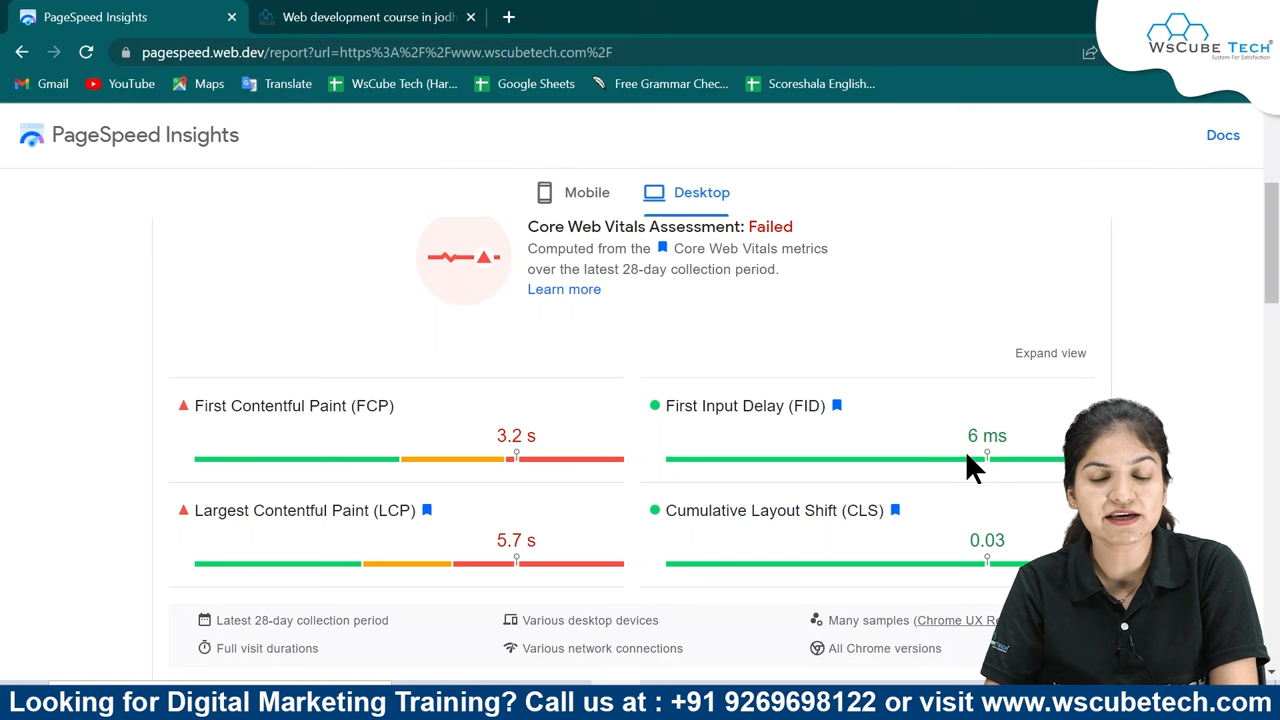 PageSpeed Insights
Web development course in jodh
WsCube Tech
System For Satisfaction
pagespeed.web.dev/report?url=https%3A%2F%2Fwww.wscubetech.com%2F
Gmail
YouTube
Maps
Translate
WsCube Tech (Har...
Google Sheets
Free Grammar Chec...
Scoreshala English...
PageSpeed Insights
Docs
Mobile
Desktop
Core Web Vitals Assessment: Failed
Computed from the Core Web Vitals metrics
over the latest 28-day collection period.
Learn more
Expand view
First Contentful Paint (FCP)
3.2 s
First Input Delay (FID)
6 ms
Largest Contentful Paint (LCP)
5.7 s
Cumulative Layout Shift (CLS)
0.03
Latest 28-day collection period
Various desktop devices
Many samples (Chrome UX Re
Full visit durations
Various network connections
All Chrome versions
Looking for Digital Marketing Training? Call us at : +91 9269698122 or visit www.wscubetech.com